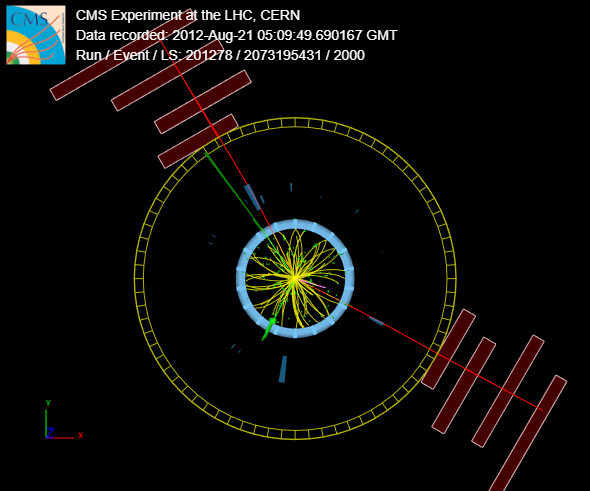 CMS
CMS Experiment at the LHC, CERN
Data recorded: 2012-Aug-21 05:09:49.690167 GMT
Run / Event / LS: 201278 / 2073195431 / 2000
Y
Z
X